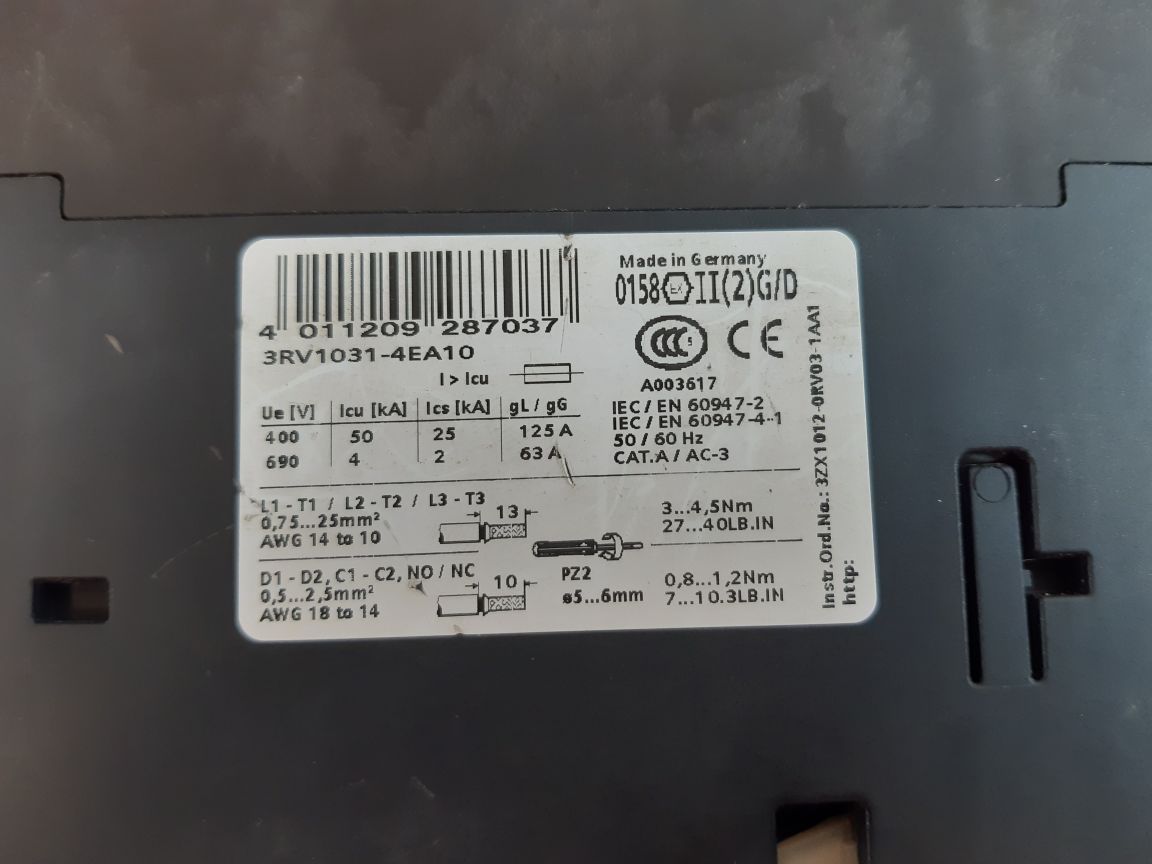 4 011209 287037
3RV1031-4EA10
I > Icu
Ue [V] Icu [kA] Ics [kA] gL / gG
400 50 25 125 A
690 4 2 63 A
Made in Germany
0158 Ex II(2)G/D
CCC S CE
A003617
IEC / EN 60947-2
IEC / EN 60947-4-1
50 / 60 Hz
CAT.A / AC-3
L1 - T1 / L2 - T2 / L3 - T3
0,75...25mm²
AWG 14 to 10
13
3...4,5Nm
27...40LB.IN
D1 - D2, C1 - C2, NO / NC
0,5...2,5mm²
AWG 18 to 14
10
PZ2
ø5...6mm
0,8...1,2Nm
7...10.3LB.IN
Instr.Ord.No.: 3ZX1012-0RV03-1AA1
http: